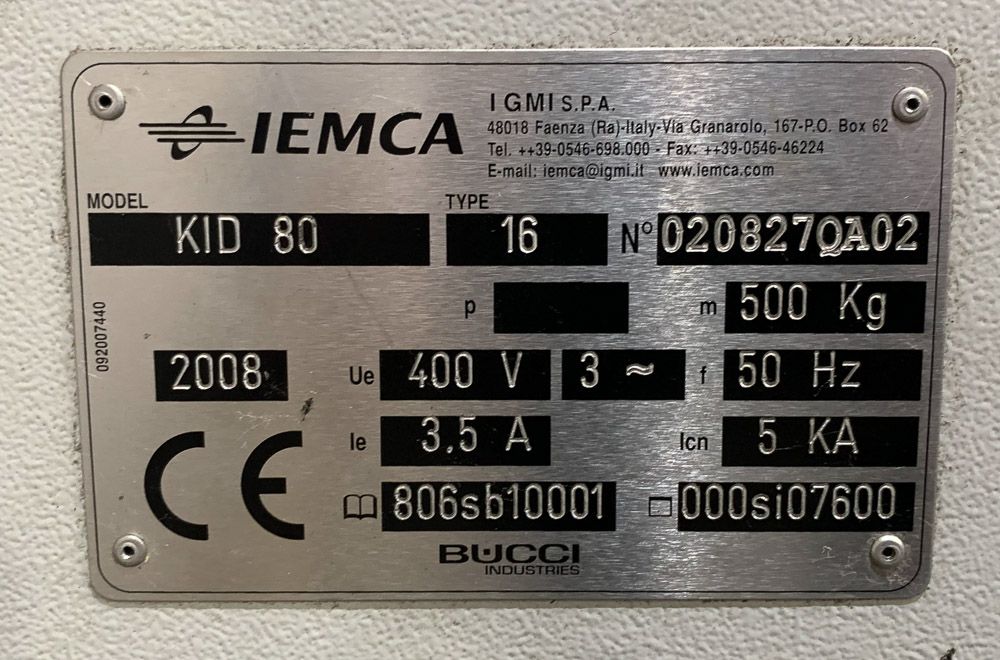 IEMCA
IGMI S.P.A.
48018 Faenza (Ra)-Italy-Via Granarolo, 167-P.O. Box 62
Tel. ++39-0546-698.000 - Fax: ++39-0546-46224
E-mail: iemca@igmi.it www.iemca.com
MODEL TYPE
KID 80 16 N° 020827QA02
p m 500 Kg
092007440
2008 Ue 400 V 3 ~ f 50 Hz
Ie 3.5 A Icn 5 KA
CE
806sb10001 000si07600
BUCCI
INDUSTRIES